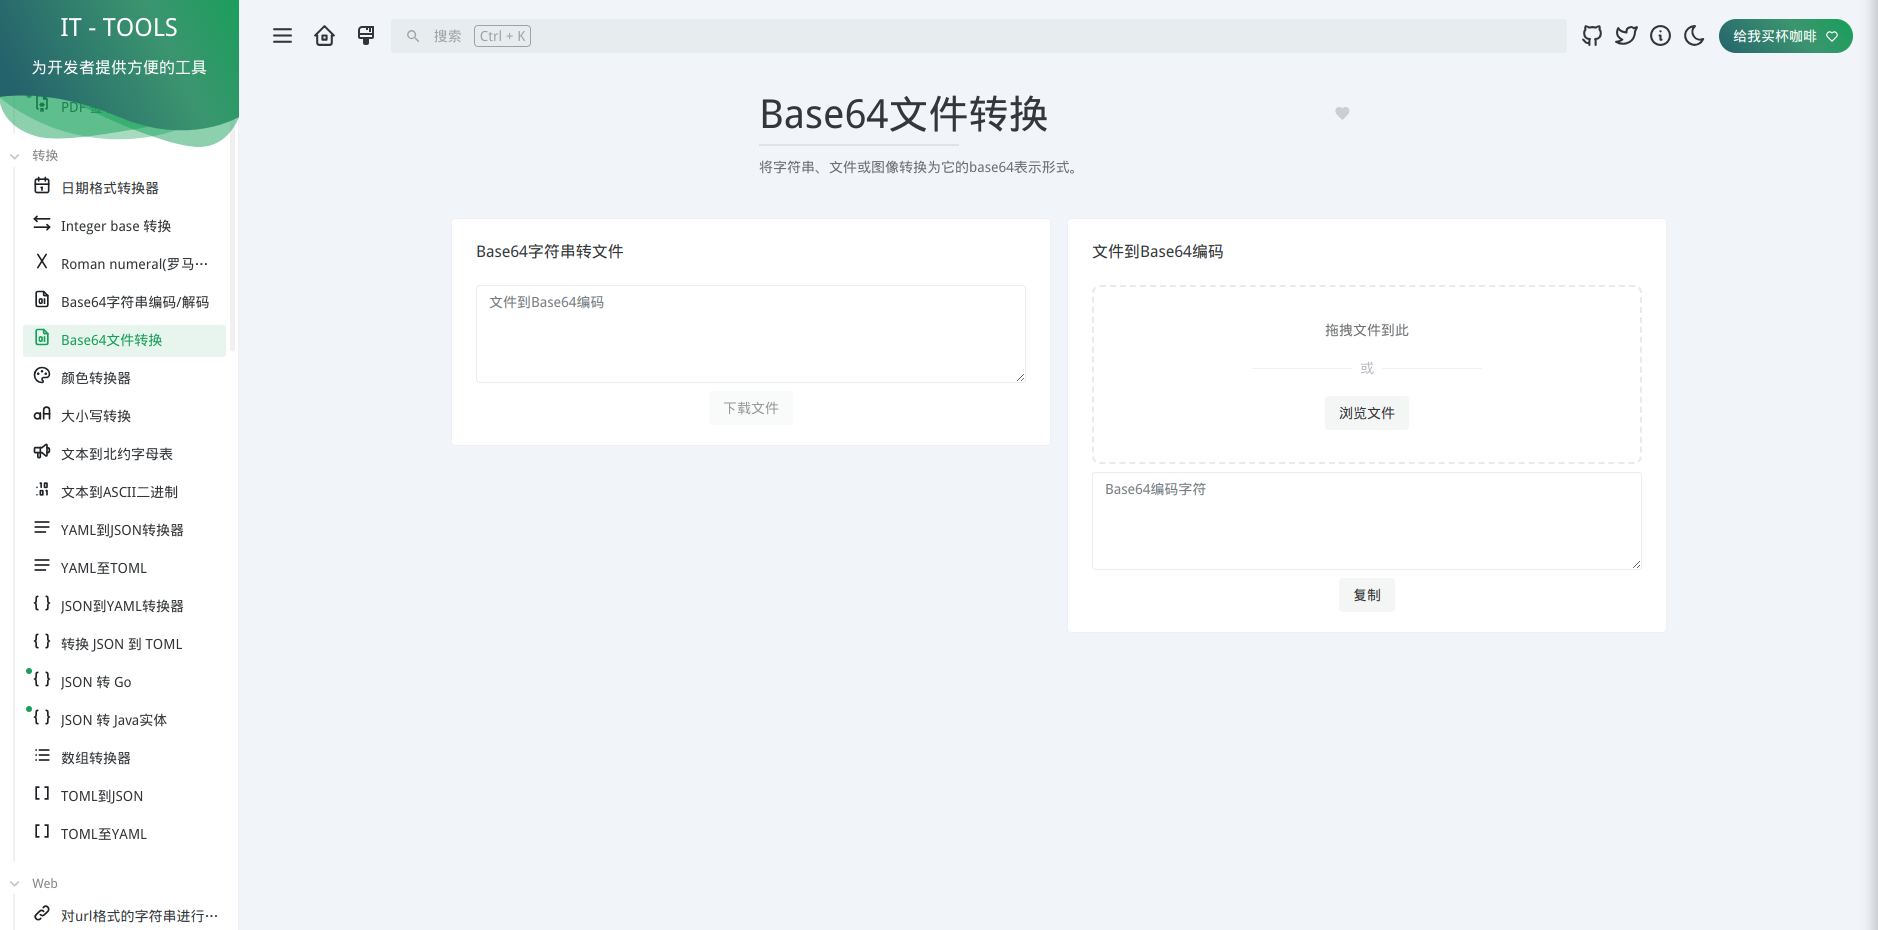 IT - TOOLS
为开发者提供方便的工具
搜索 Ctrl + K
给我买杯咖啡
PDF
转换
日期格式转换器
Integer base 转换
Roman numeral(罗马···
Base64字符串编码/解码
Base64文件转换
颜色转换器
大小写转换
文本到北约字母表
文本到ASCII二进制
YAML到JSON转换器
YAML至TOML
JSON到YAML转换器
转换 JSON 到 TOML
JSON 转 Go
JSON 转 Java实体
数组转换器
TOML到JSON
TOML至YAML
Web
对url格式的字符串进行···
Base64文件转换
将字符串、文件或图像转换为它的base64表示形式。
Base64字符串转文件
文件到Base64编码
下载文件
文件到Base64编码
拖拽文件到此
或
浏览文件
Base64编码字符
复制